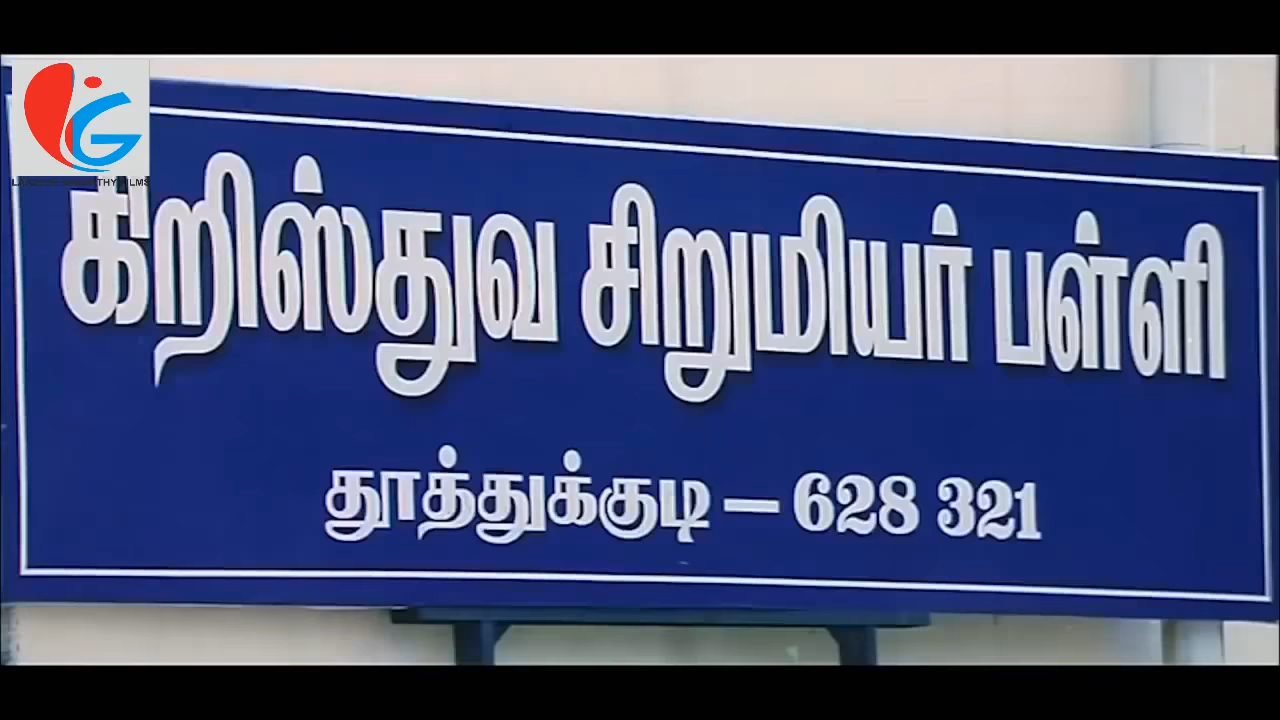 கிறிஸ்துவ சிறுமியர் பள்ளி
தூத்துக்குடி – 628 321